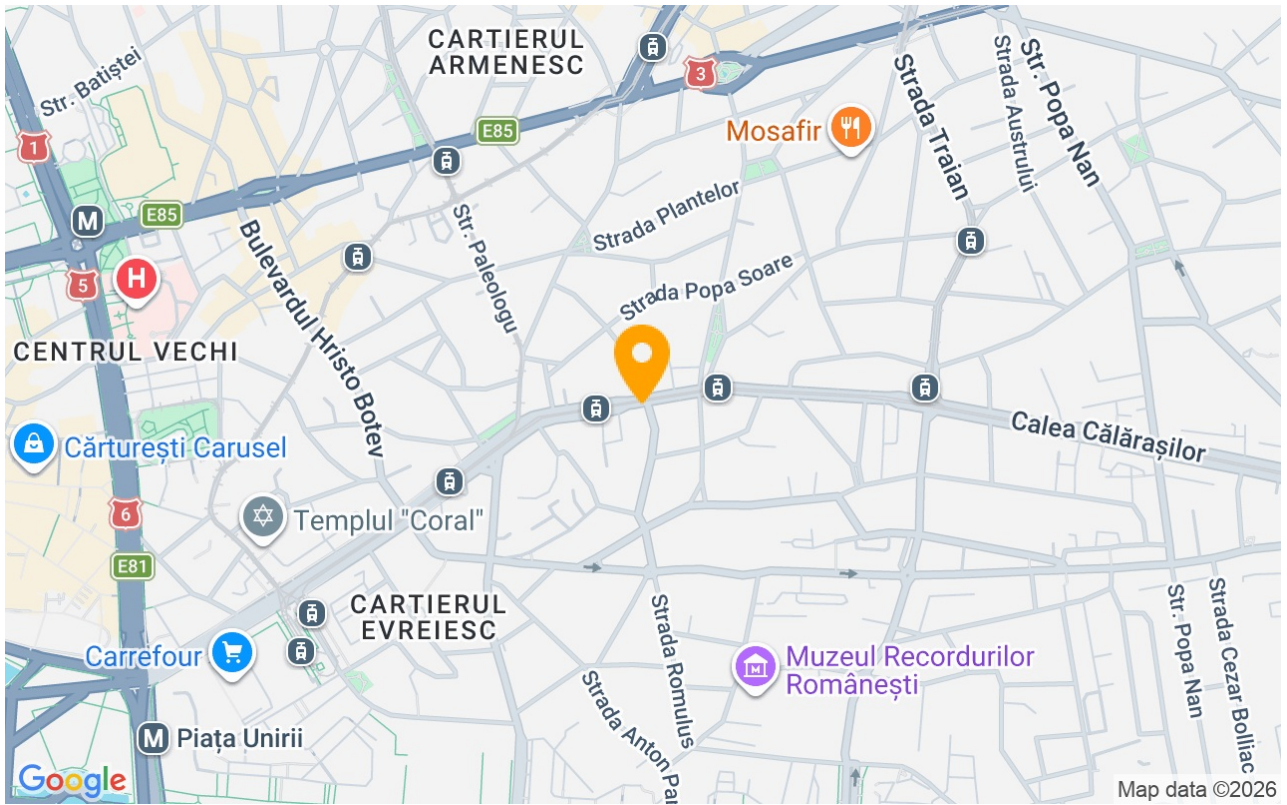 CARTIERUL
ARMENESC
Str. Batiștei
1
3
E85
Mosafir
Strada Traian
Strada Austrului
Str. Popa Nan
M
E85
Strada Plantelor
Str. Paleologu
Bulevardul Hristo Botev
5
H
Strada Popa Soare
CENTRUL VECHI
Cărturești Carusel
Calea Călărașilor
6
Templul "Coral"
E81
CARTIERUL
EVREIESC
Carrefour
Strada Romulus
Muzeul Recordurilor
Românești
Strada Anton Pan
Str. Popa Nan
Strada Cezar Bolliac
M Piața Unirii
Google
Map data ©2026